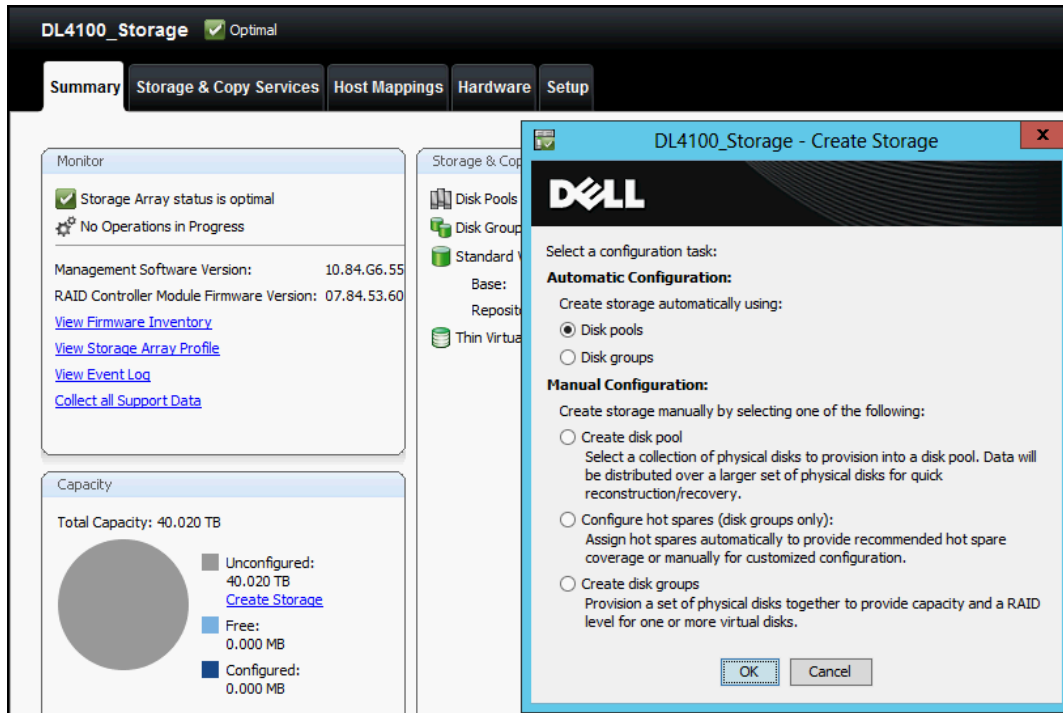 DL4100_Storage Optimal
Summary Storage & Copy Services Host Mappings Hardware Setup
Monitor
Storage Array status is optimal
No Operations in Progress
Management Software Version: 10.84.G6.55
RAID Controller Module Firmware Version: 07.84.53.60
View Firmware Inventory
View Storage Array Profile
View Event Log
Collect all Support Data
Capacity
Total Capacity: 40.020 TB
Unconfigured:
40.020 TB
Create Storage
Free:
0.000 MB
Configured:
0.000 MB
Storage & Cop
Disk Pools
Disk Group
Standard
Base:
Reposit
Thin Virtua
DL4100_Storage - Create Storage
X
DELL
Select a configuration task:
Automatic Configuration:
Create storage automatically using:
Disk pools
Disk groups
Manual Configuration:
Create storage manually by selecting one of the following:
Create disk pool
Select a collection of physical disks to provision into a disk pool. Data will
be distributed over a larger set of physical disks for quick
reconstruction/recovery.
Configure hot spares (disk groups only):
Assign hot spares automatically to provide recommended hot spare
coverage or manually for customized configuration.
Create disk groups
Provision a set of physical disks together to provide capacity and a RAID
level for one or more virtual disks.
OK Cancel